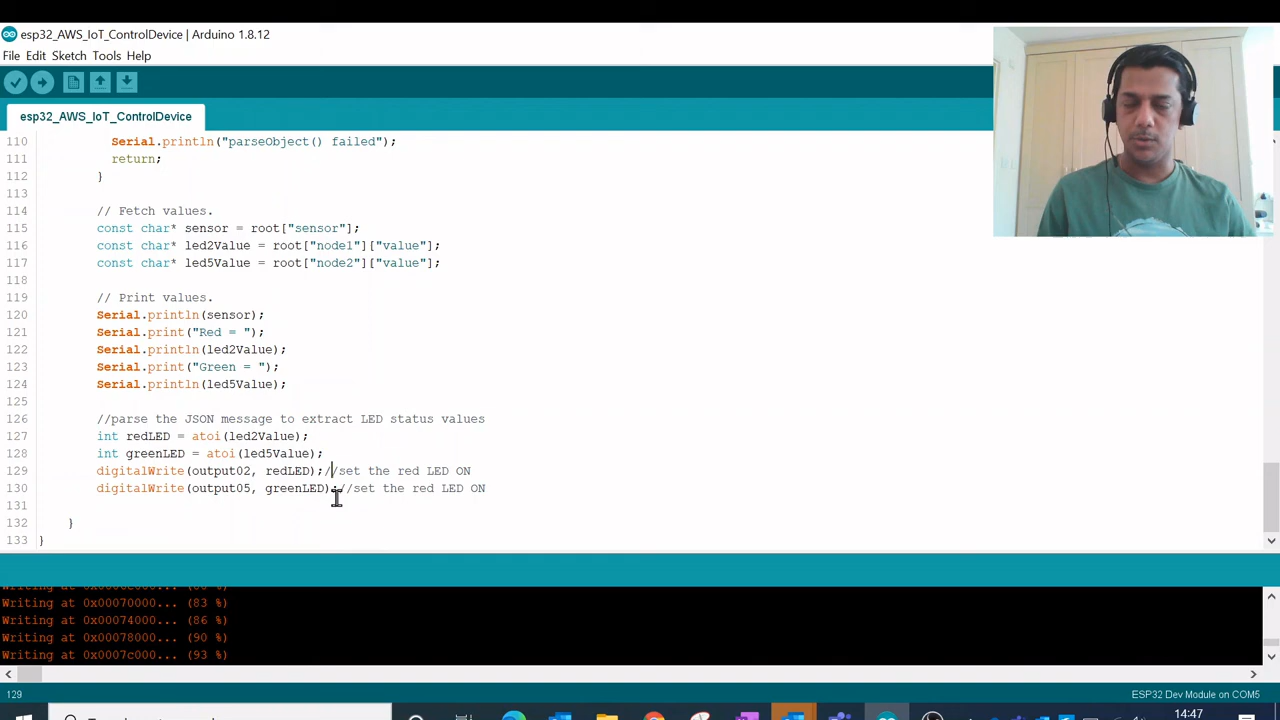 esp32_AWS_IoT_ControlDevice | Arduino 1.8.12
File Edit Sketch Tools Help
esp32_AWS_IoT_ControlDevice
110 Serial.println("parseObject() failed");
111 return;
112 }
113
114 // Fetch values.
115 const char* sensor = root["sensor"];
116 const char* led2Value = root["node1"]["value"];
117 const char* led5Value = root["node2"]["value"];
118
119 // Print values.
120 Serial.println(sensor);
121 Serial.print("Red = ");
122 Serial.println(led2Value);
123 Serial.print("Green = ");
124 Serial.println(led5Value);
125
126 //parse the JSON message to extract LED status values
127 int redLED = atoi(led2Value);
128 int greenLED = atoi(led5Value);
129 digitalWrite(output02, redLED);//set the red LED ON
130 digitalWrite(output05, greenLED);//set the red LED ON
131
132 }
133 }
Writing at 0x00070000... (83 %)
Writing at 0x00074000... (86 %)
Writing at 0x00078000... (90 %)
Writing at 0x0007c000... (93 %)
129
ESP32 Dev Module on COM5
14:47